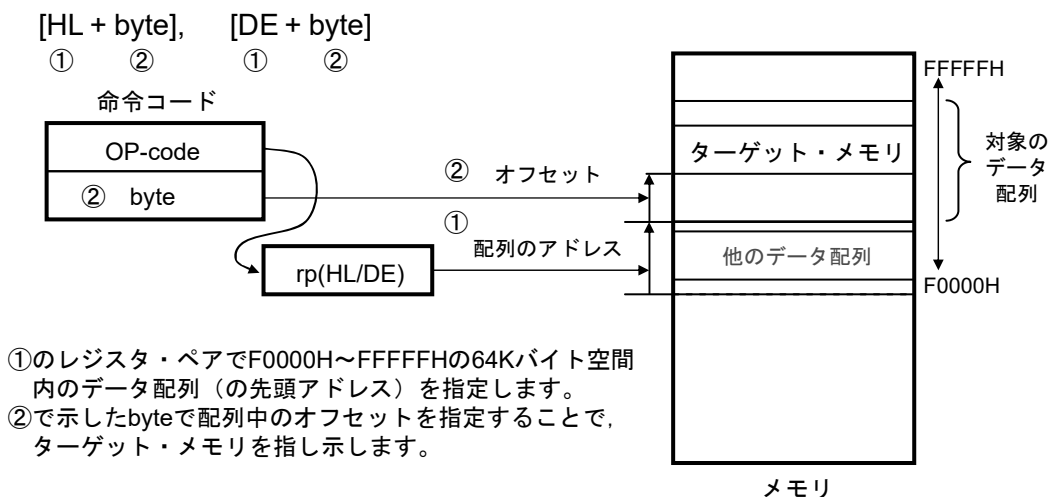 [HL + byte], [DE + byte]
① ② ① ②
命令コード
OP-code
② byte
② オフセット
①
配列のアドレス
rp(HL/DE)
FFFFFH
ターゲット・メモリ
対象の
データ
配列
他のデータ配列
F0000H
メモリ
①のレジスタ・ペアでF0000H～FFFFFHの64Kバイト空間
内のデータ配列（の先頭アドレス）を指定します。
②で示したbyteで配列中のオフセットを指定することで,
ターゲット・メモリを指し示します。